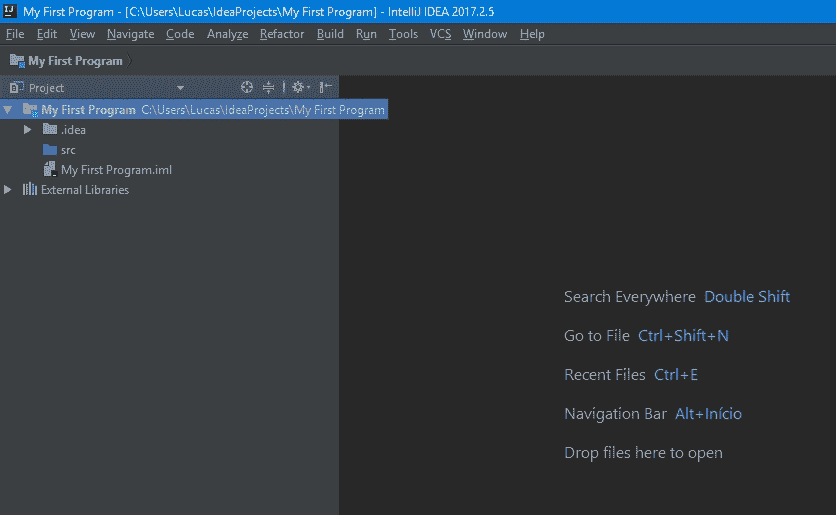 My First Program - [C:\Users\Lucas\IdeaProjects\My First Program] - IntelliJ IDEA 2017.2.5
File Edit View Navigate Code Analyze Refactor Build Run Tools VCS Window Help
My First Program
Project
My First Program C:\Users\Lucas\IdeaProjects\My First Program
.idea
src
My First Program.iml
External Libraries
Search Everywhere Double Shift
Go to File Ctrl+Shift+N
Recent Files Ctrl+E
Navigation Bar Alt+Início
Drop files here to open